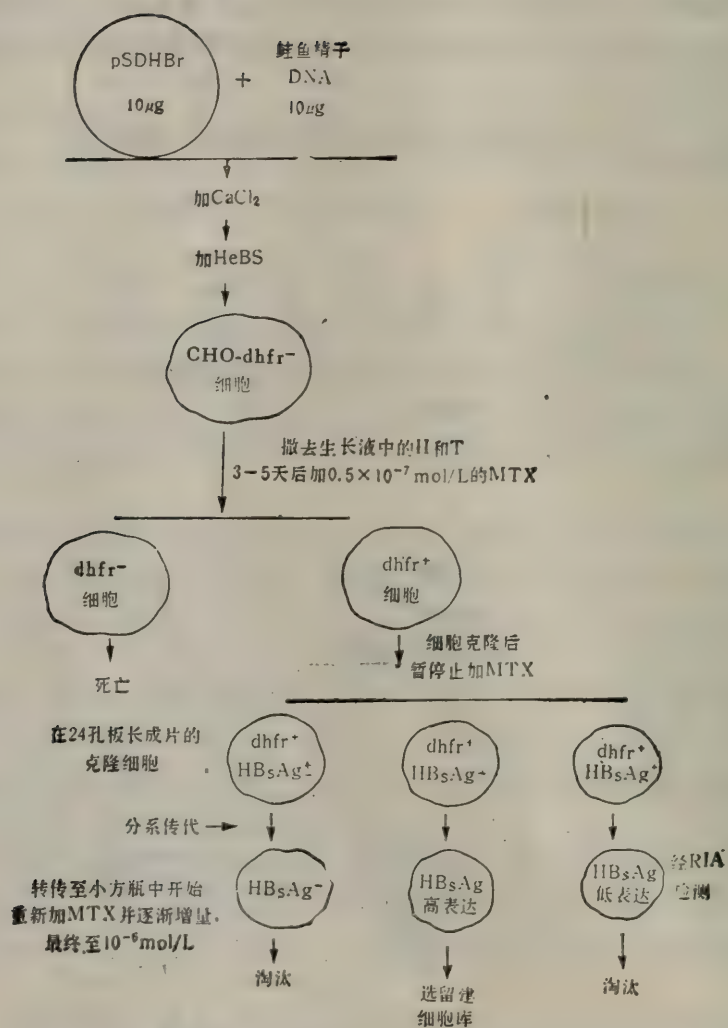 pSDHBr
10μg
+
鲑鱼精子
DNA
10μg
加CaCl₂
加HeBS
CHO-dhfr⁻
细胞
撤去生长液中的H和T
3-5天后加0.5×10⁻⁷mol/L的MTX
dhfr⁻
细胞
dhfr⁺
细胞
死亡
细胞克隆后
暂停止加MTX
在24孔板长成片的
克隆细胞
dhfr⁺
HBsAg±
dhfr⁺
HBsAg⁺
dhfr⁺
HBsAg⁺
分系传代
转传至小方瓶中开始
重新加MTX并逐渐增量,
最终至10⁻⁶mol/L
HBsAg⁻
HBsAg
高表达
HBsAg
低表达
经RIA
检测
淘汰
选留建
细胞库
淘汰